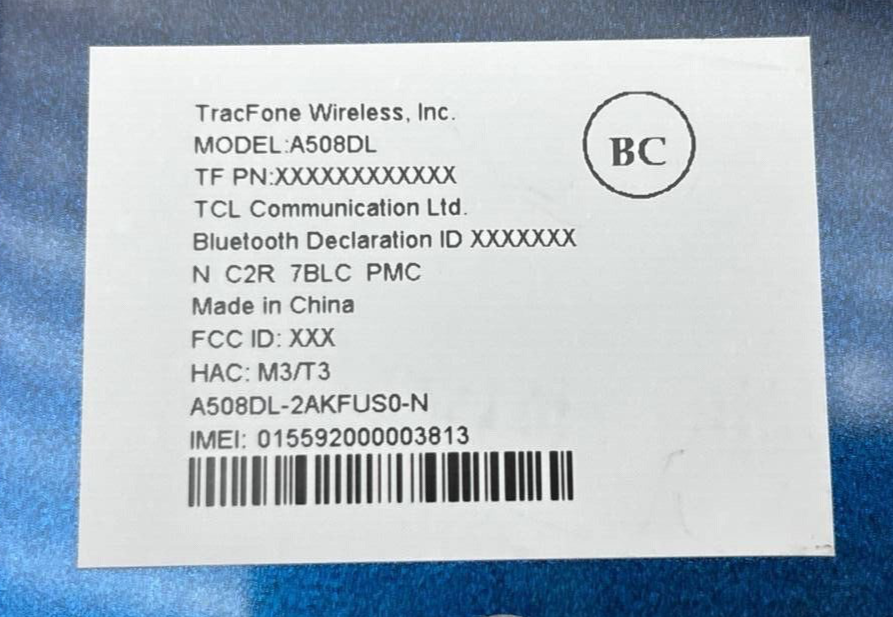 TracFone Wireless, Inc.
BC
MODEL:A508DL
TF PN:XXXXXXXXXXXX
TCL Communication Ltd.
Bluetooth Declaration ID XXXXXXX
N C2R 7BLC PMC
Made in China
FCC ID: XXX
HAC: M3/T3
A508DL-2AKFUS0-N
IMEI: 015592000003813